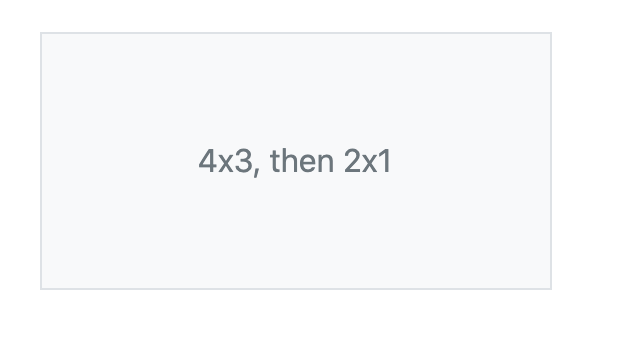 4x3, then 2x1